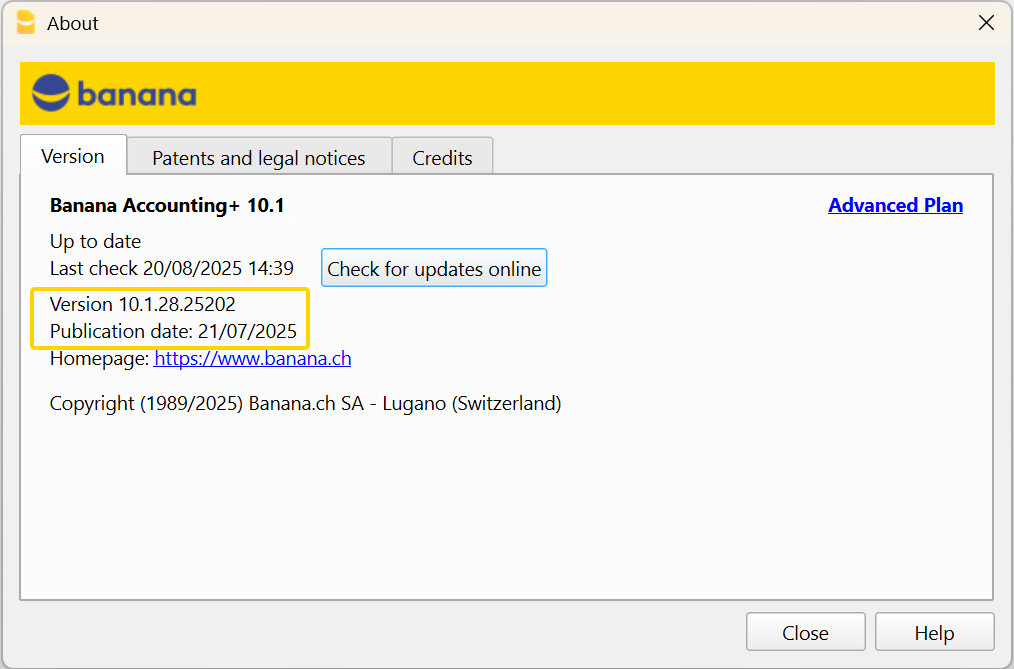 About
banana
Version Patents and legal notices Credits
Banana Accounting+ 10.1 Advanced Plan
Up to date
Last check 20/08/2025 14:39 Check for updates online
Version 10.1.28.25202
Publication date: 21/07/2025
Homepage: https://www.banana.ch
Copyright (1989/2025) Banana.ch SA - Lugano (Switzerland)
Close Help